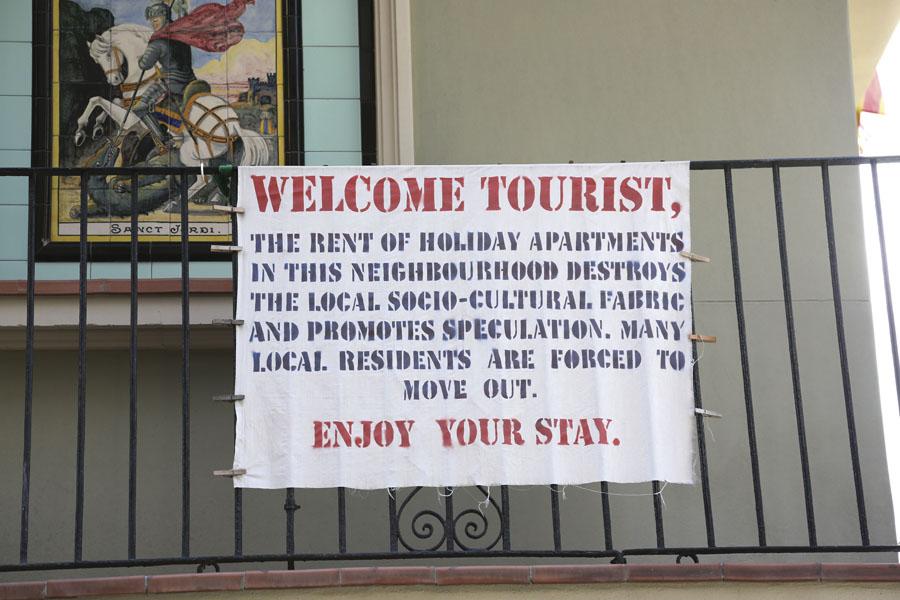 SANCT JORDI.
WELCOME TOURIST,
THE RENT OF HOLIDAY APARTMENTS
IN THIS NEIGHBOURHOOD DESTROYS
THE LOCAL SOCIO-CULTURAL FABRIC
AND PROMOTES SPECULATION. MANY
LOCAL RESIDENTS ARE FORCED TO
MOVE OUT.
ENJOY YOUR STAY.